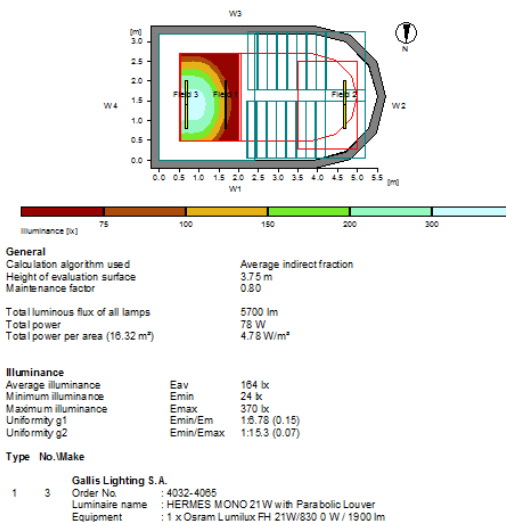 W3
[m]
3.0
2.5
2.0
1.5
1.0
0.5
0.0
W4
Field 3
Field 2
W2
N
0.0 0.5 1.0 1.5 2.0 2.5 3.0 3.5 4.0 4.5 5.0 5.5 [m]
W1
75 100 150 200 300
Illuminance [lx]
General
Calculation algorithm used Average indirect fraction
Height of evaluation surface 3.75 m
Maintenance factor 0.80
Total luminous flux of all lamps 5700 lm
Total power 78 W
Total power per area (16.32 m²) 4.78 W/m²
Illuminance
Average illuminance Eav 164 lx
Minimum illuminance Emin 24 lx
Maximum illuminance Emax 370 lx
Uniformity g1 Emin/Em 1:6.78 (0.15)
Uniformity g2 Emin/Emax 1:15.3 (0.07)
Type No.\Make
Gallis Lighting S.A.
1 3 Order No. : 4032-4065
Luminaire name : HERMES MONO 21W with Parabolic Louver
Equipment : 1 x Osram Lumilux FH 21W/830 0 W / 1900 lm